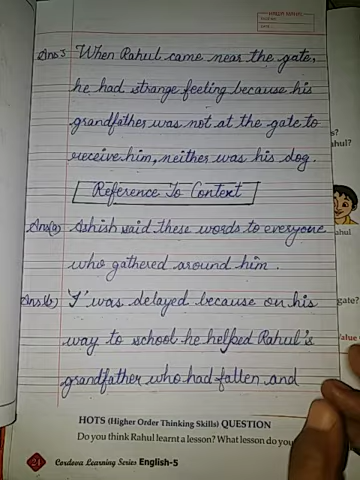 Ans 3 When Rahul came near the gate,
he had strange feeling because his
grandfather was not at the gate to
receive him, neither was his dog.
Reference To Context
Ans(a) Ashish said these words to everyone
who gathered around him.
Ans(b) 'I' was delayed because on his
way to school he helped Rahul's
grandfather who had fallen and
HOTS (Higher Order Thinking Skills) QUESTION
Do you think Rahul learnt a lesson? What lesson do you
24 Cordova Learning Series English-5
s?
ahul
gate?
Value